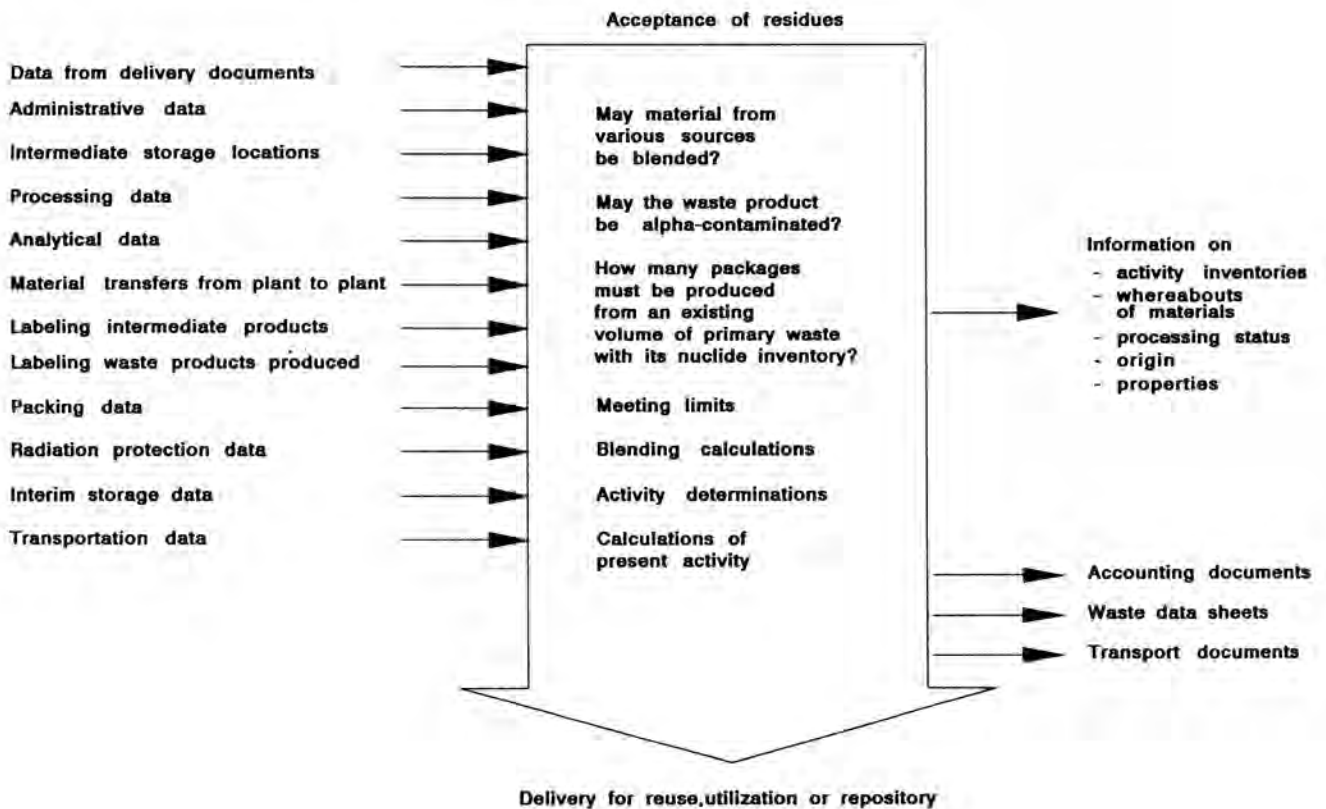 Acceptance of residues
Data from delivery documents
Administrative data
Intermediate storage locations
Processing data
Analytical data
Material transfers from plant to plant
Labeling intermediate products
Labeling waste products produced
Packing data
Radiation protection data
Interim storage data
Transportation data
May material from
various sources
be blended?
May the waste product
be alpha-contaminated?
How many packages
must be produced
from an existing
volume of primary waste
with its nuclide inventory?
Meeting limits
Blending calculations
Activity determinations
Calculations of
present activity
Information on
- activity inventories
- whereabouts
of materials
- processing status
- origin
- properties
Accounting documents
Waste data sheets
Transport documents
Delivery for reuse,utilization or repository